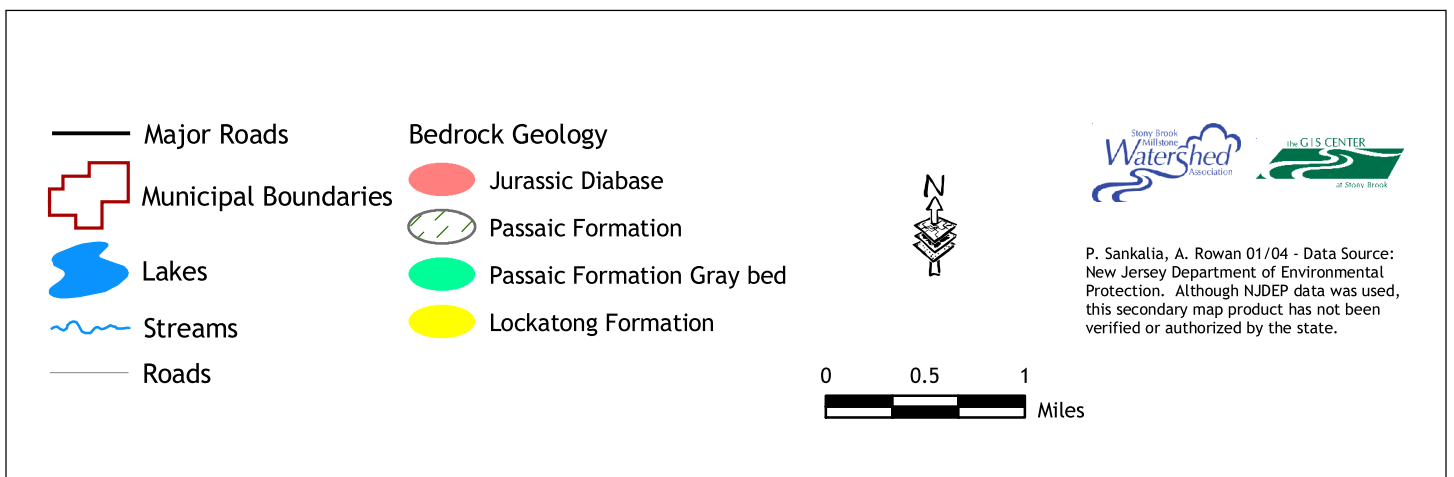 Major Roads
Municipal Boundaries
Lakes
Streams
Roads
Bedrock Geology
Jurassic Diabase
Passaic Formation
Passaic Formation Gray bed
Lockatong Formation
N
0 0.5 1
Miles
Stony Brook
Millstone
Watershed
Association
the GIS CENTER
at Stony Brook
P. Sankalia, A. Rowan 01/04 - Data Source:
New Jersey Department of Environmental
Protection. Although NJDEP data was used,
this secondary map product has not been
verified or authorized by the state.